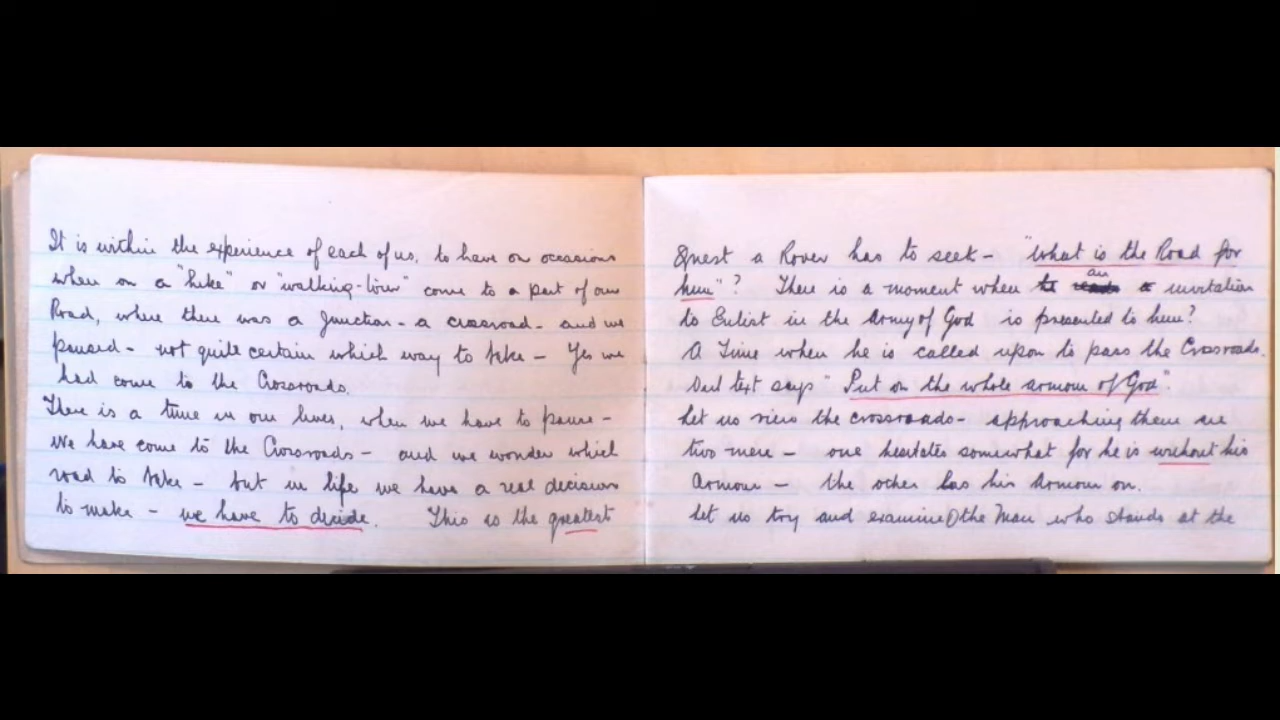 It is within the experience of each of us, to have on occasions
when on a "hike" or "walking-tour" come to a part of our
Road, where there was a Junction - a crossroad - and we
paused - not quite certain which way to take - Yes we
had come to the Crossroads.
There is a time in our lives, when we have to pause -
we have come to the Crossroads - and we wonder which
road to take - but in life we have a real decision
to make - we have to decide. This is the greatest
Quest a Rover has to seek - "What is the Road for
him"? There is a moment when an invitation
to Enlist in the Army of God is presented to him?
A Time when he is called upon to pass the Crossroads.
Our text says "Put on the whole armour of God".
Let us view the crossroads - approaching them are
two men - one hesitates somewhat for he is without his
Armour - the other has his Armour on.
Let us try and examine the Man who stands at the